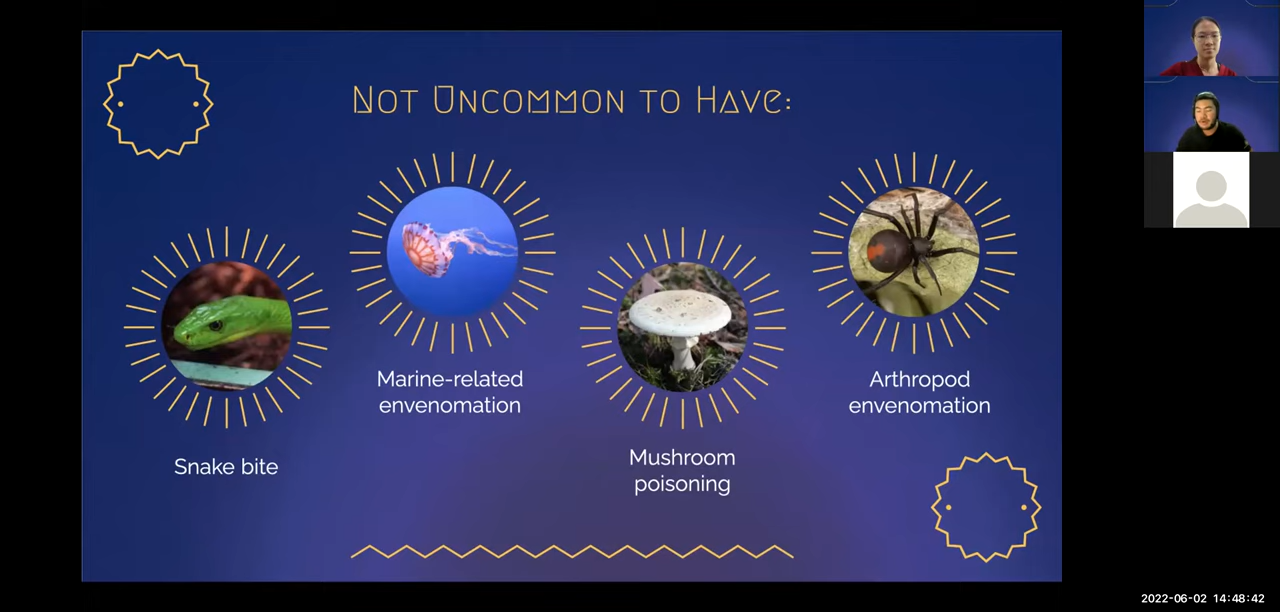 Not Uncommon to Have:
Marine-related
envenomation
Arthropod
envenomation
Snake bite
Mushroom
poisoning
2022-06-02 14:48:42